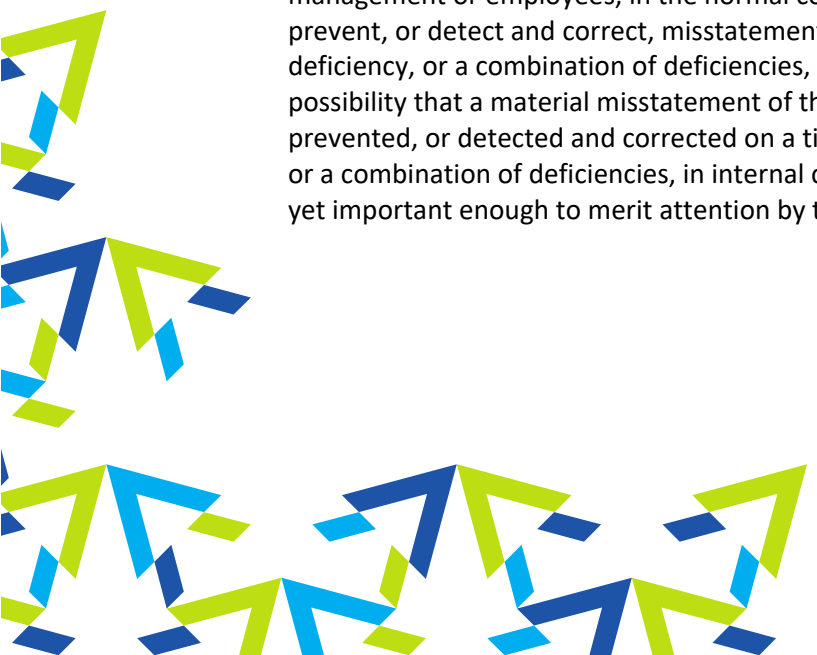 prevent, or detect and correct, misstatement
deficiency, or a combination of deficiencies,
possibility that a material misstatement of th
prevented, or detected and corrected on a ti
or a combination of deficiencies, in internal
yet important enough to merit attention by t